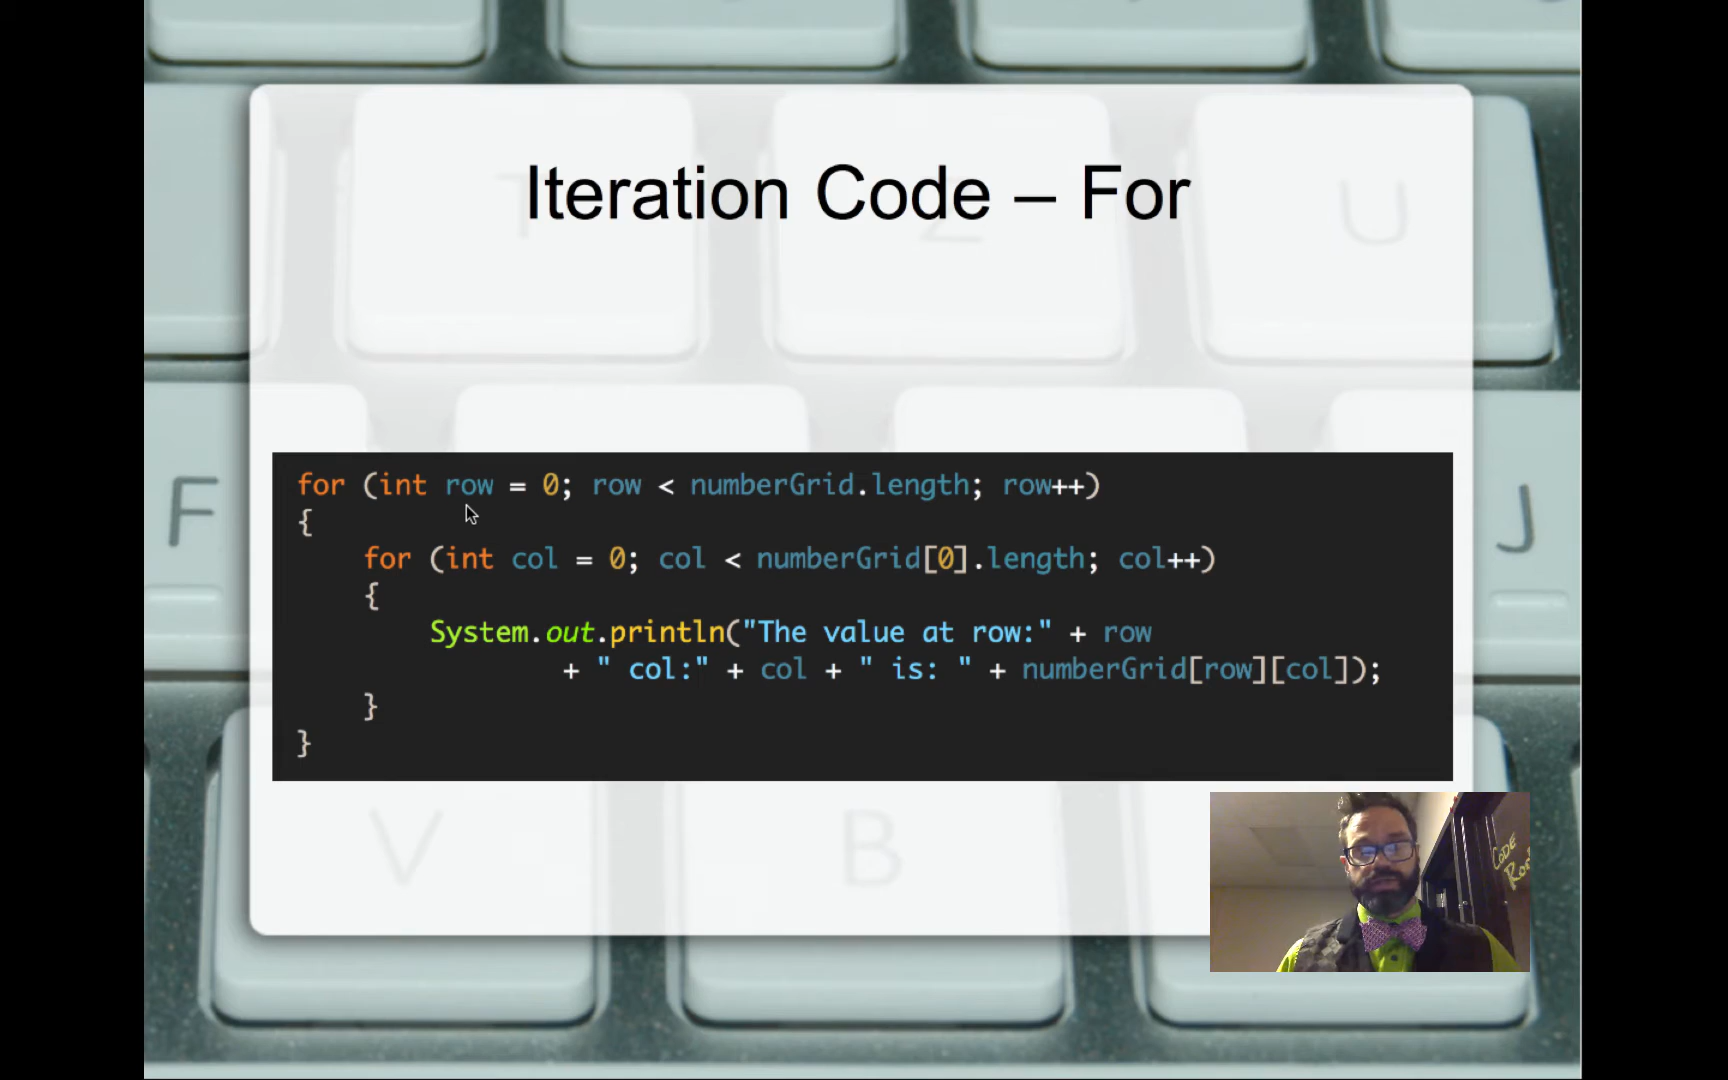 Iteration Code – For
for (int row = 0; row < numberGrid.length; row++)
{
for (int col = 0; col < numberGrid[0].length; col++)
{
System.out.println("The value at row:" + row
+ " col:" + col + " is: " + numberGrid[row][col]);
}
}
T
Z
U
F
J
V
B
CODE